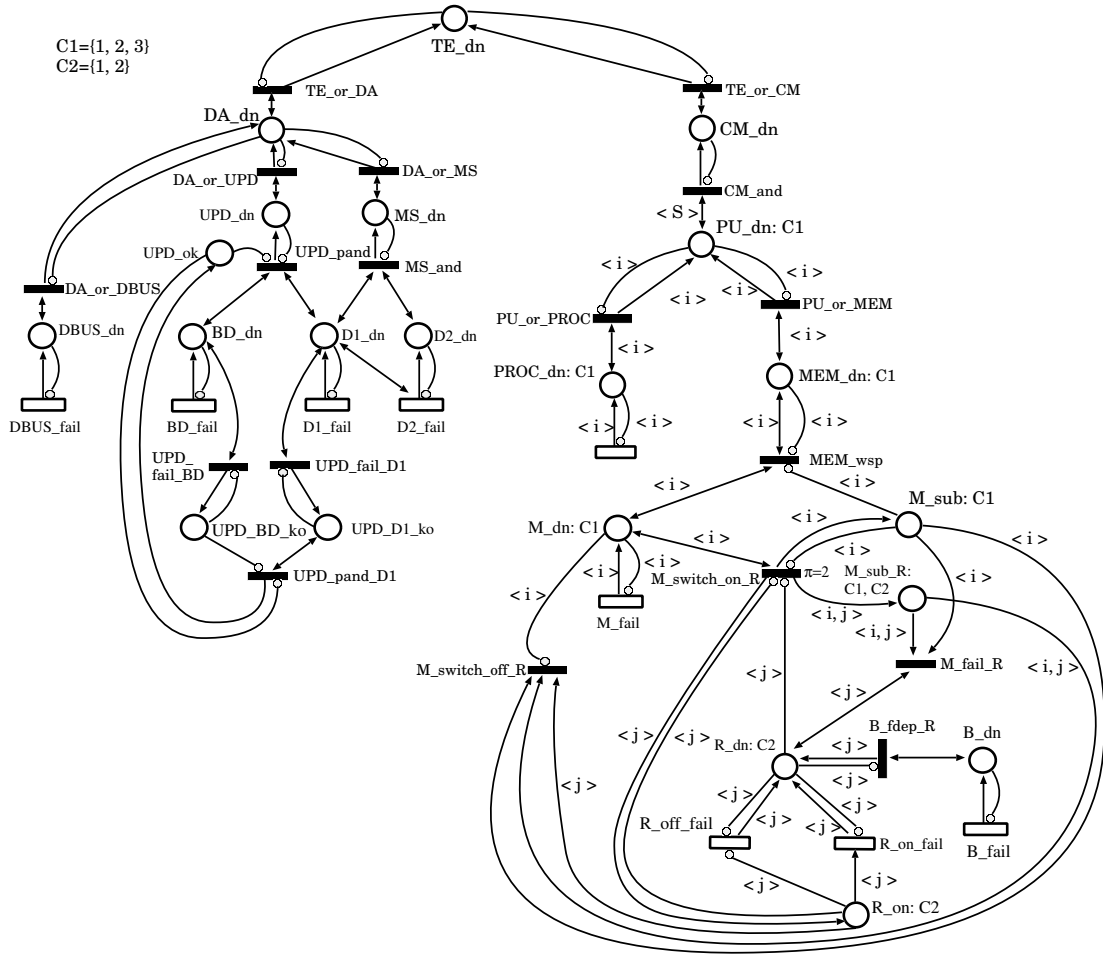 C1={1, 2, 3}
C2={1, 2}
TE_dn
TE_or_DA
TE_or_CM
DA_dn
CM_dn
DA_or_UPD
DA_or_MS
CM_and
UPD_dn
MS_dn
< S >
PU_dn: C1
UPD_ok
UPD_pand
MS_and
< i >
< i >
< i >
< i >
DA_or_DBUS
PU_or_PROC
PU_or_MEM
DBUS_dn
BD_dn
D1_dn
D2_dn
< i >
< i >
PROC_dn: C1
MEM_dn: C1
DBUS_fail
BD_fail
D1_fail
D2_fail
< i >
< i >
< i >
< i >
UPD_
fail_BD
UPD_fail_D1
MEM_wsp
< i >
< i >
M_sub: C1
UPD_BD_ko
UPD_D1_ko
M_dn: C1
< i >
< i >
< i >
< i >
< i >
< i >
UPD_pand_D1
M_switch_on_R
π=2
M_sub_R:
C1, C2
< i >
< i >
M_fail
< i, j >
< i, j >
M_switch_off_R
M_fail_R
< i, j >
< j >
< j >
B_fdep_R
B_dn
< j >
< j >
R_dn: C2
< j >
< j >
< j >
< j >
< j >
R_off_fail
< j >
< j >
R_on_fail
B_fail
< j >
< j >
R_on: C2